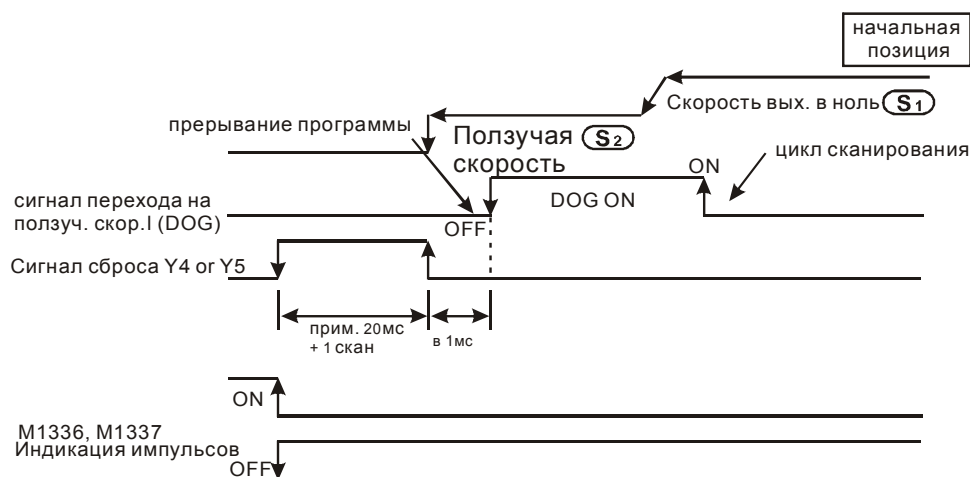 начальная
позиция
Скорость вых. в ноль S1
прерывание программы
Ползучая S2
скорость
цикл сканирования
ON
сигнал перехода на
ползуч. скор.I (DOG)
DOG ON
OFF
Сигнал сброса Y4 or Y5
прим. 20мс
+ 1 скан
в 1мс
ON
M1336, M1337
Индикация импульсов
OFF